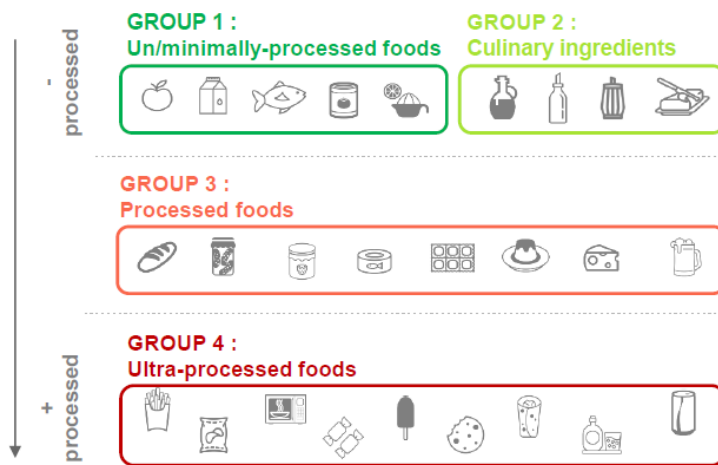 GROUP 1 :
Un/minimally-processed foods
GROUP 2 :
Culinary ingredients
-
processed
GROUP 3 :
Processed foods
GROUP 4 :
Ultra-processed foods
+
processed